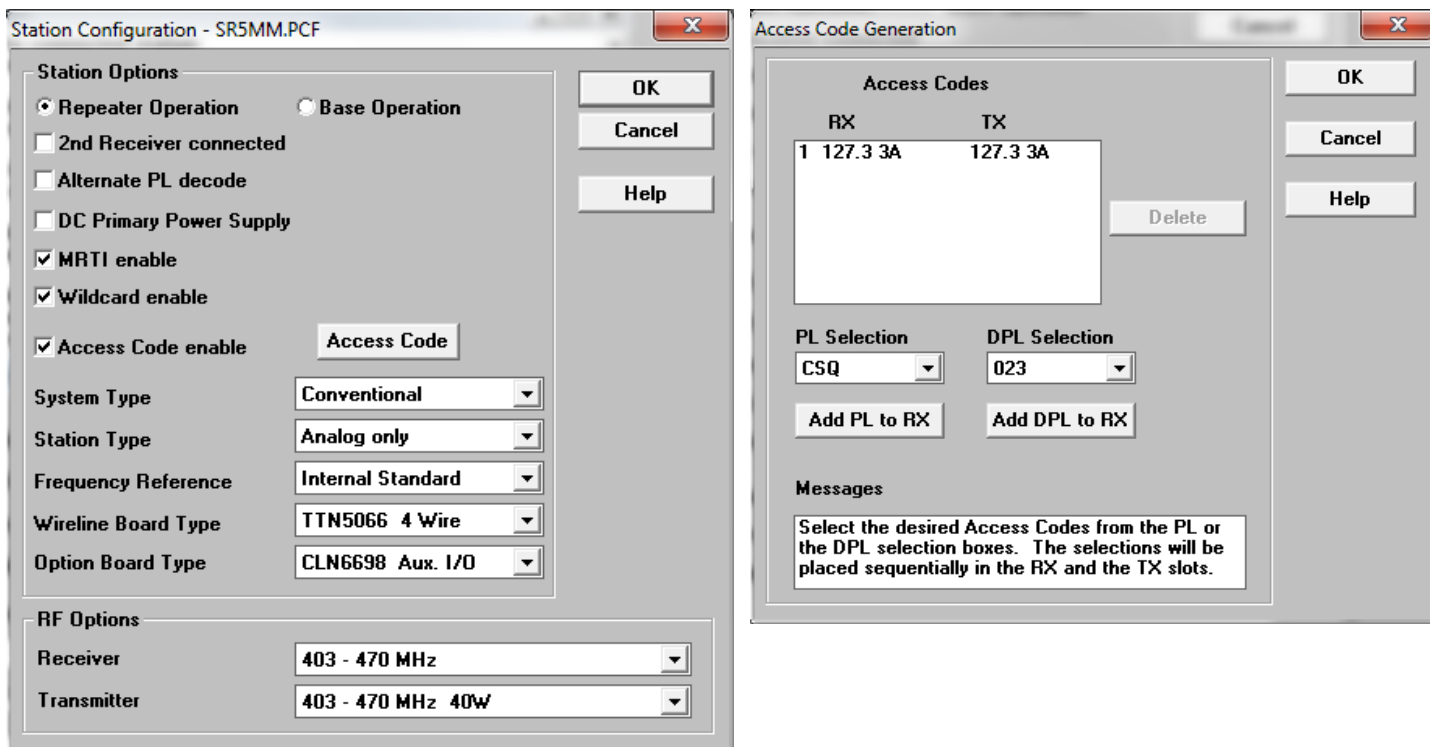 Station Configuration - SR5MM.PCF
Station Options
Repeater Operation
Base Operation
2nd Receiver connected
Alternate PL decode
DC Primary Power Supply
MRTI enable
Wildcard enable
Access Code enable
Access Code
System Type
Conventional
Station Type
Analog only
Frequency Reference
Internal Standard
Wireline Board Type
TTN5066 4 Wire
Option Board Type
CLN6698 Aux. I/O
OK
Cancel
Help
RF Options
Receiver
403 - 470 MHz
Transmitter
403 - 470 MHz 40W
Access Code Generation
Access Codes
RX TX
1 127.3 3A 127.3 3A
Delete
PL Selection
DPL Selection
CSQ
023
Add PL to RX
Add DPL to RX
Messages
Select the desired Access Codes from the PL or
the DPL selection boxes. The selections will be
placed sequentially in the RX and the TX slots.
OK
Cancel
Help